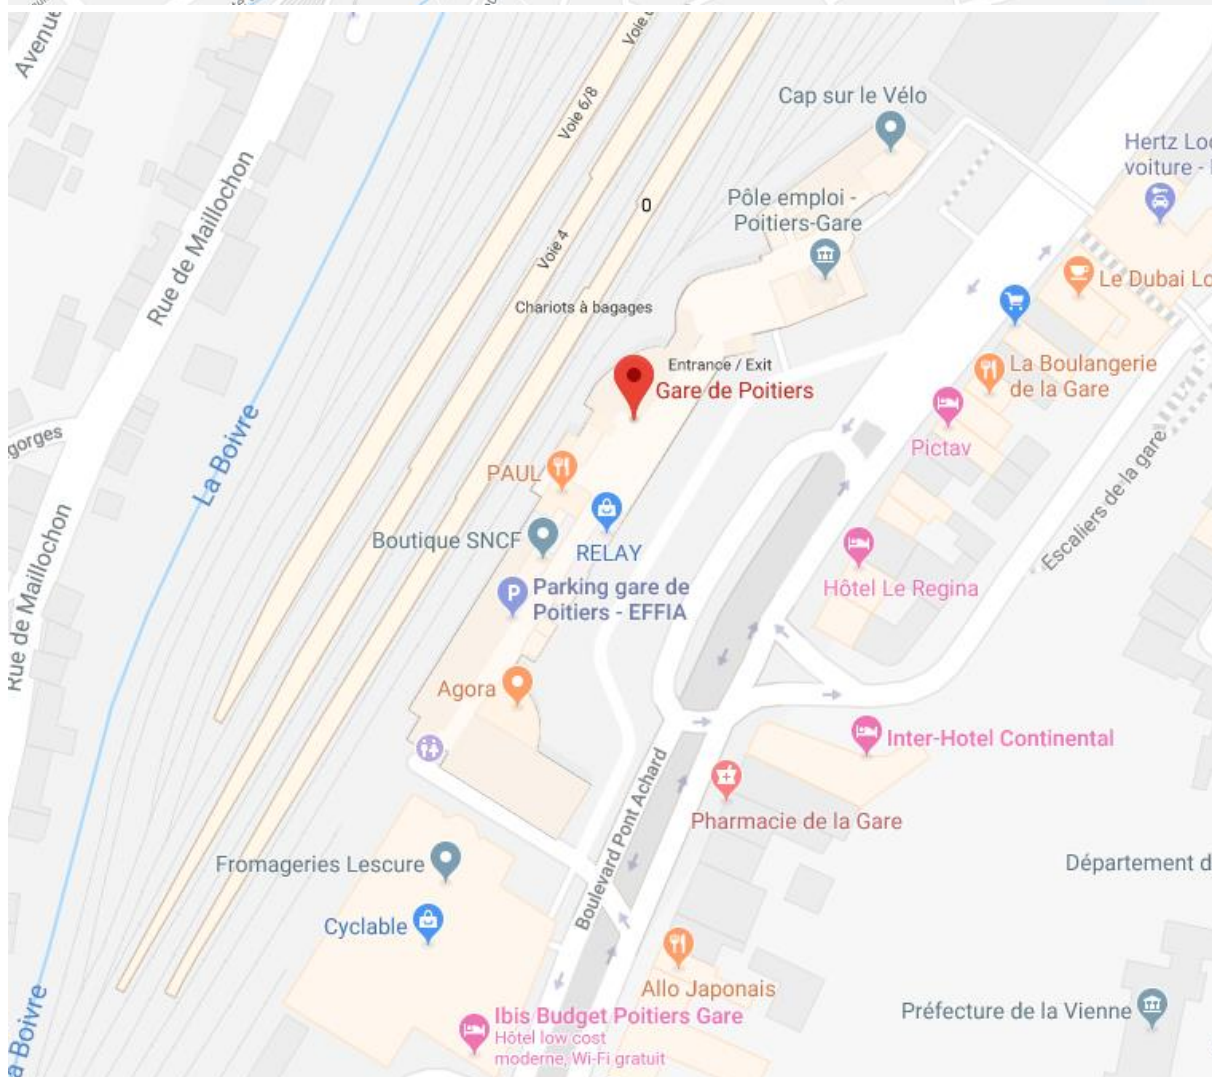 Avenue
Voie 6/8
Cap sur le Vélo
Hertz Loc
voiture -
Rue de Maillochon
Pôle emploi -
Poitiers-Gare
0
Voie 4
Le Dubai Lo
Chariots à bagages
Entrance / Exit
Gare de Poitiers
La Boulangerie
de la Gare
gorges
La Boivre
Pictav
PAUL
Escaliers de la gare
Boutique SNCF
RELAY
Rue de Maillochon
Parking gare de
Poitiers - EFFIA
P
Hôtel Le Regina
Agora
Inter-Hotel Continental
Boulevard Pont Achard
Pharmacie de la Gare
Fromageries Lescure
Département d
Cyclable
Allo Japonais
Préfecture de la Vienne
Ibis Budget Poitiers Gare
Hôtel low cost
moderne, Wi-Fi gratuit
a Boivre